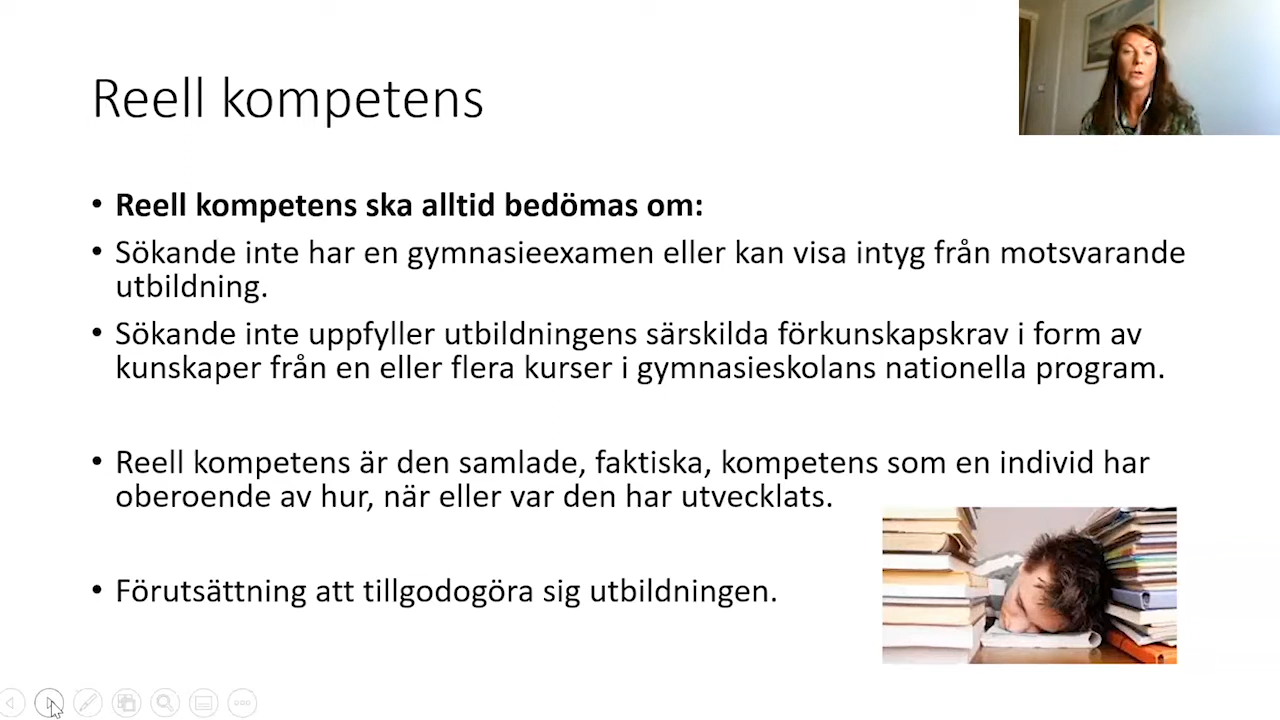 Reell kompetens
• Reell kompetens ska alltid bedömas om:
• Sökande inte har en gymnasieexamen eller kan visa intyg från motsvarande
utbildning.
• Sökande inte uppfyller utbildningens särskilda förkunskapskrav i form av
kunskaper från en eller flera kurser i gymnasieskolans nationella program.
• Reell kompetens är den samlade, faktiska, kompetens som en individ har
oberoende av hur, när eller var den har utvecklats.
• Förutsättning att tillgodogöra sig utbildningen.